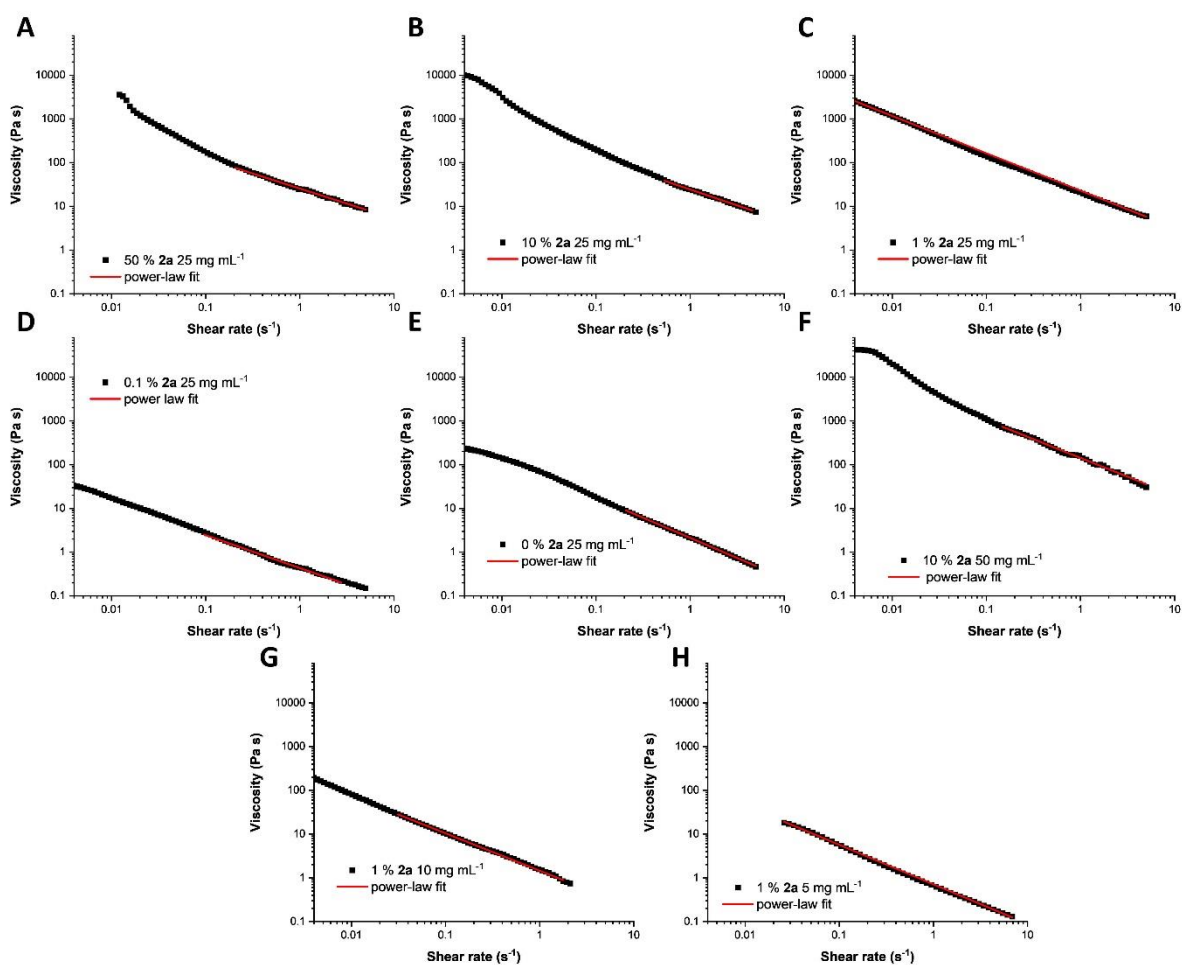 A
Viscosity (Pa s)
10000
1000
100
10
1
0.1
50 % 2a 25 mg mL⁻¹
power-law fit
0.01
0.1
1
10
Shear rate (s⁻¹)
B
Viscosity (Pa s)
10000
1000
100
10
1
0.1
10 % 2a 25 mg mL⁻¹
power-law fit
0.01
0.1
1
10
Shear rate (s⁻¹)
C
Viscosity (Pa s)
10000
1000
100
10
1
0.1
1 % 2a 25 mg mL⁻¹
power-law fit
0.01
0.1
1
10
Shear rate (s⁻¹)
D
Viscosity (Pa s)
10000
1000
100
10
1
0.1
0.1 % 2a 25 mg mL⁻¹
power law fit
0.01
0.1
1
10
Shear rate (s⁻¹)
E
Viscosity (Pa s)
10000
1000
100
10
1
0.1
0 % 2a 25 mg mL⁻¹
power-law fit
0.01
0.1
1
10
Shear rate (s⁻¹)
F
Viscosity (Pa s)
10000
1000
100
10
1
0.1
10 % 2a 50 mg mL⁻¹
power-law fit
0.01
0.1
1
10
Shear rate (s⁻¹)
G
Viscosity (Pa s)
10000
1000
100
10
1
0.1
1 % 2a 10 mg mL⁻¹
power-law fit
0.01
0.1
1
10
Shear rate (s⁻¹)
H
Viscosity (Pa s)
10000
1000
100
10
1
0.1
1 % 2a 5 mg mL⁻¹
power-law fit
0.01
0.1
1
10
Shear rate (s⁻¹)